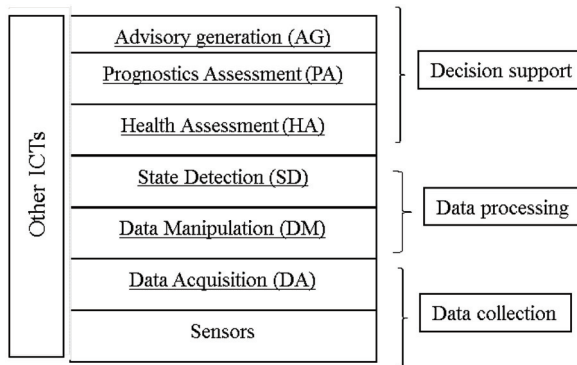 Other ICTs
Advisory generation (AG)
Prognostics Assessment (PA)
Health Assessment (HA)
State Detection (SD)
Data Manipulation (DM)
Data Acquisition (DA)
Sensors
Decision support
Data processing
Data collection